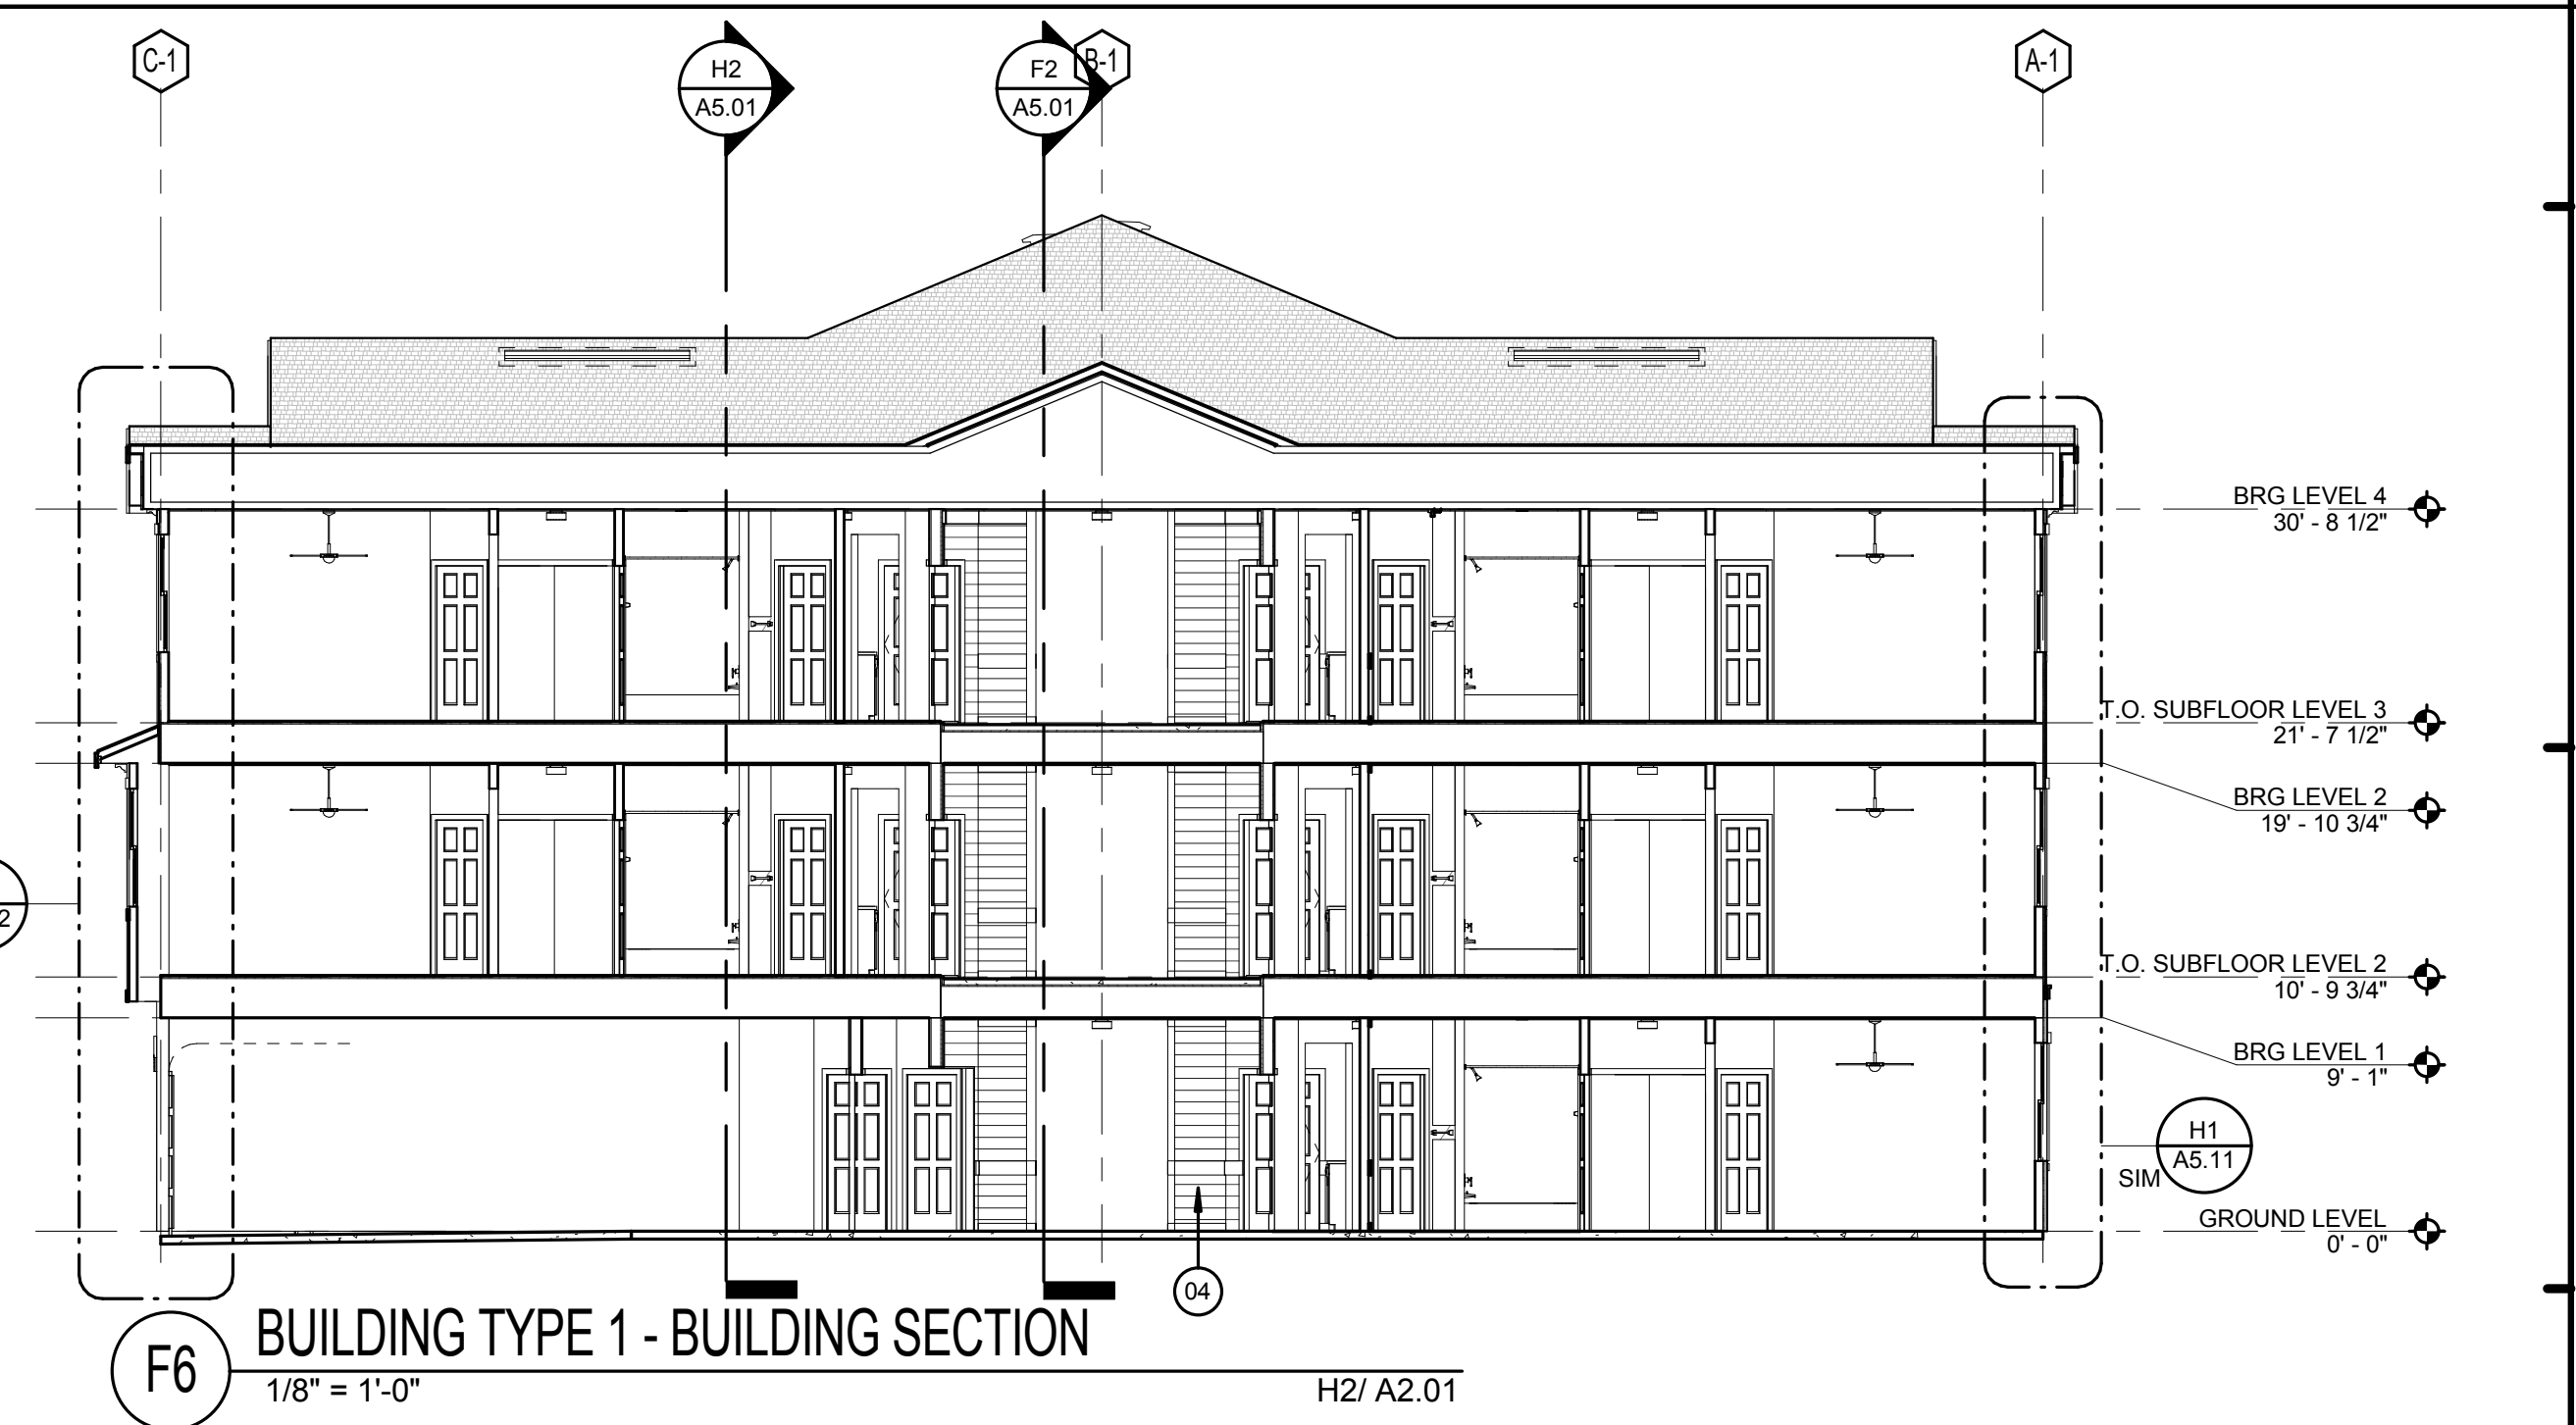 C-1
H2
A5.01
F2
A5.01
B-1
A-1
BRG LEVEL 4
30' - 8 1/2"
T.O. SUBFLOOR LEVEL 3
21' - 7 1/2"
BRG LEVEL 2
19' - 10 3/4"
2
T.O. SUBFLOOR LEVEL 2
10' - 9 3/4"
BRG LEVEL 1
9' - 1"
H1
A5.11
SIM
GROUND LEVEL
0' - 0"
04
F6
BUILDING TYPE 1 - BUILDING SECTION
1/8" = 1'-0"
H2/ A2.01